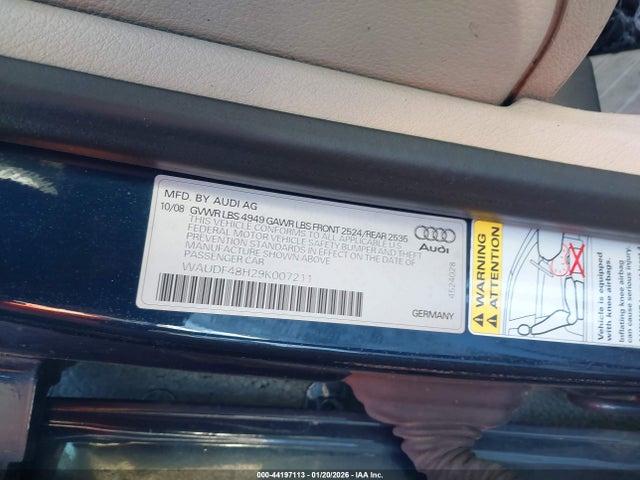 MFD. BY AUDI AG
10/08 GVWR LBS 4949 GAWR LBS FRONT 2524/REAR 2535
THIS VEHICLE CONFORMS TO ALL APPLICABLE U.S.
FEDERAL MOTOR VEHICLE SAFETY BUMPER AND THEFT
PREVENTION STANDARDS IN EFFECT ON THE DATE OF
MANUFACTURE SHOWN ABOVE.
PASSENGER CAR
WAUDF48H29K007211
GERMANY
Audi
4524028
WARNING
ADVERTENCIA
Vehicle is equipped
with knee airbags.
Inflating knee airbag
can cause serious
injury.
000-44197113 - 01/20/2026 - IAA Inc.